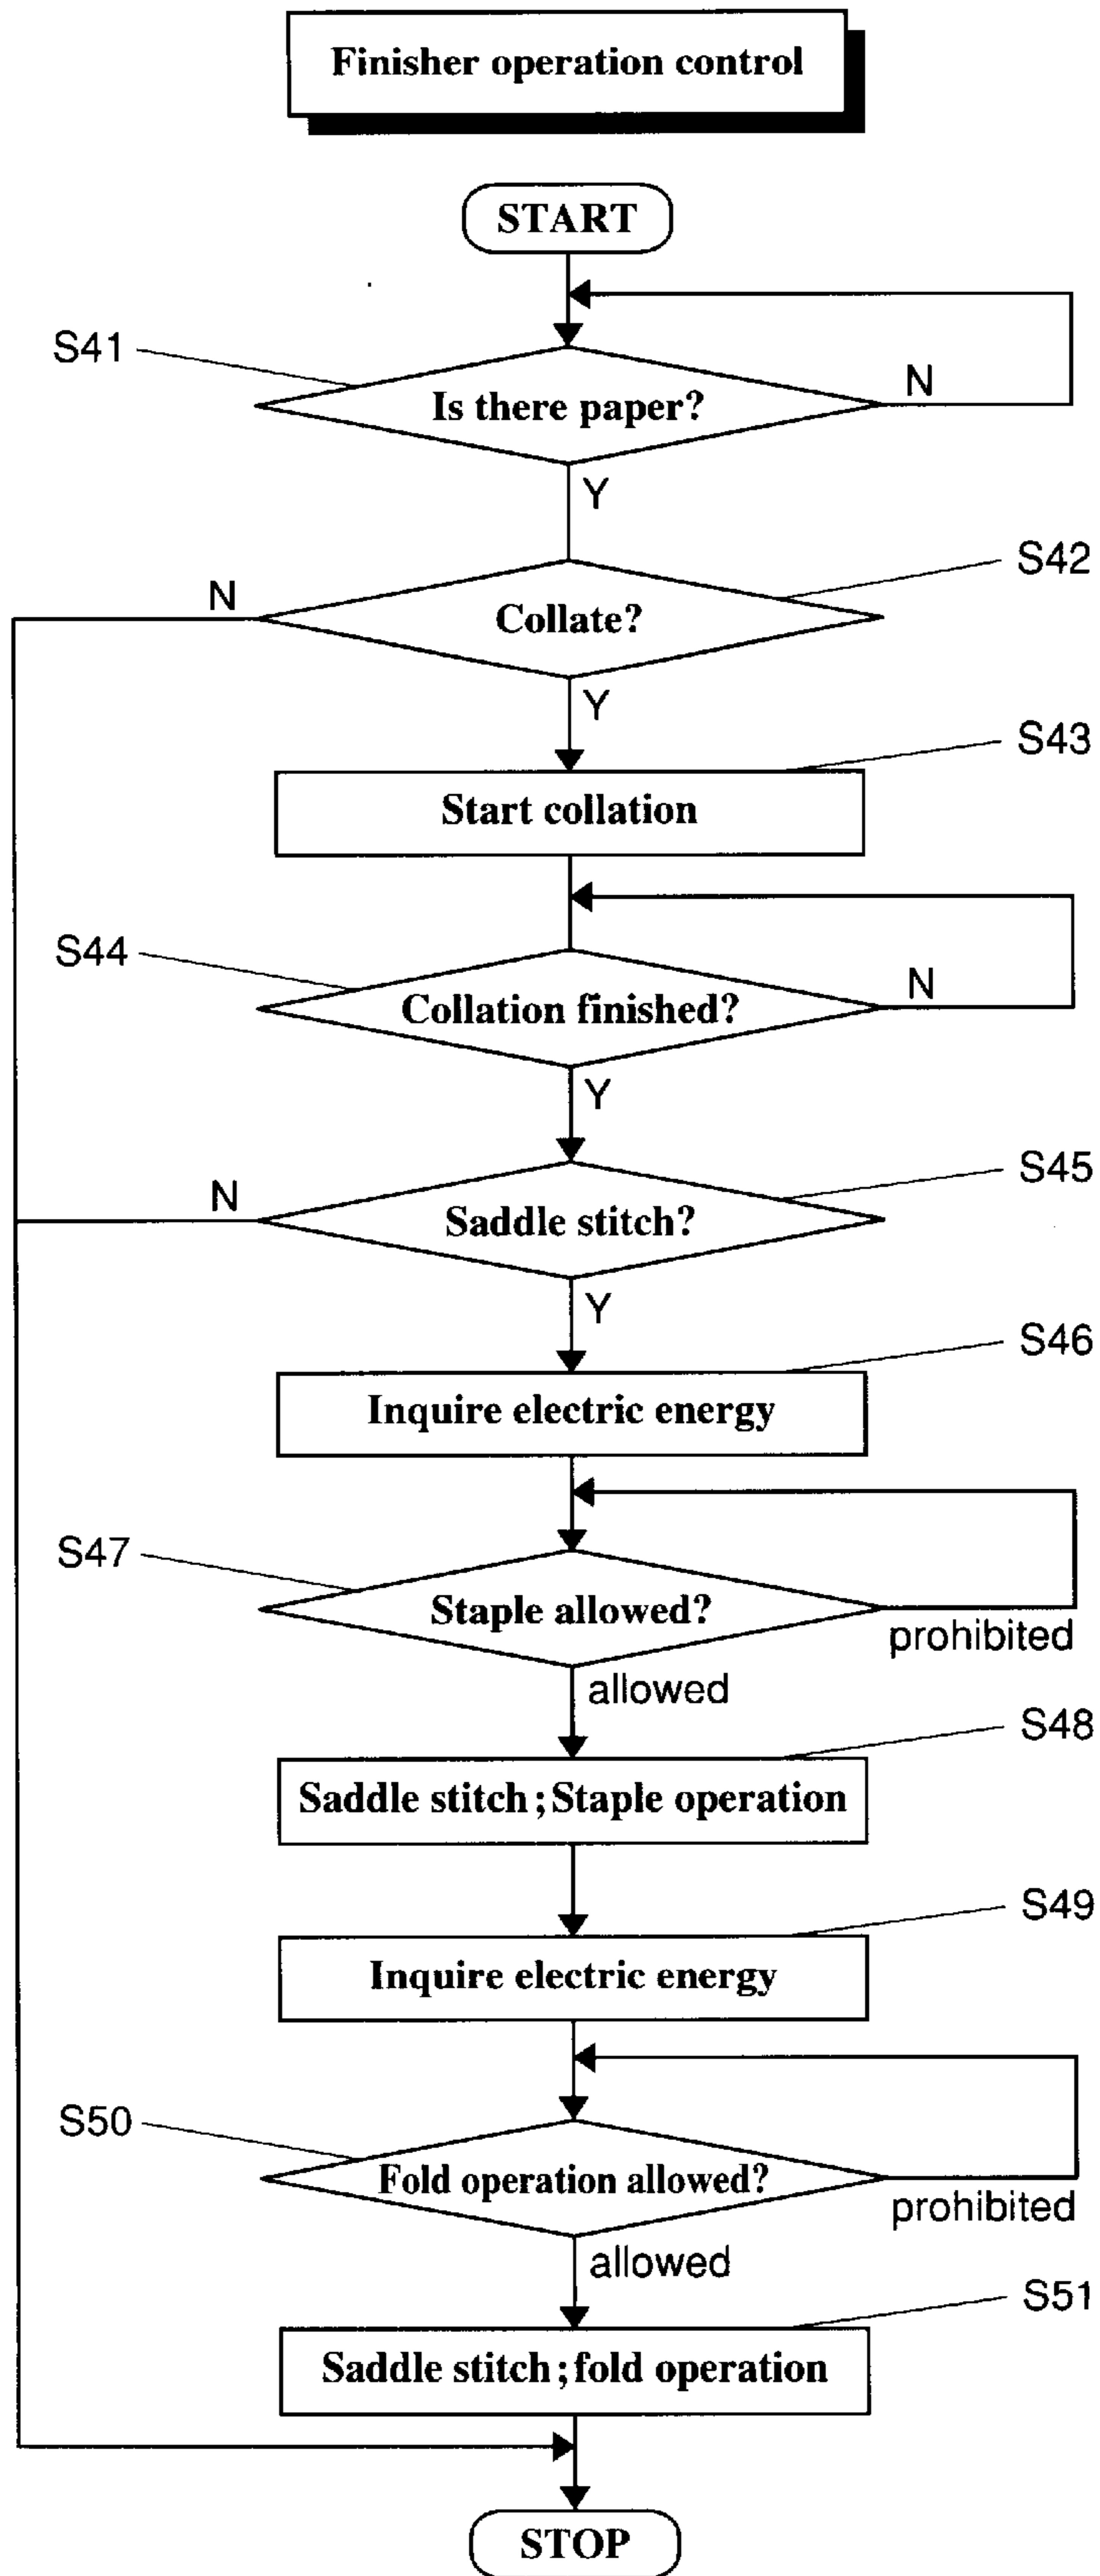 Finisher operation control
START
S41
Is there paper?
N
Y
S42
N
Collate?
Y
S43
Start collation
S44
Collation finished?
N
Y
S45
N
Saddle stitch?
Y
S46
Inquire electric energy
S47
Staple allowed?
prohibited
allowed
S48
Saddle stitch;Staple operation
S49
Inquire electric energy
S50
Fold operation allowed?
prohibited
allowed
S51
Saddle stitch;fold operation
STOP